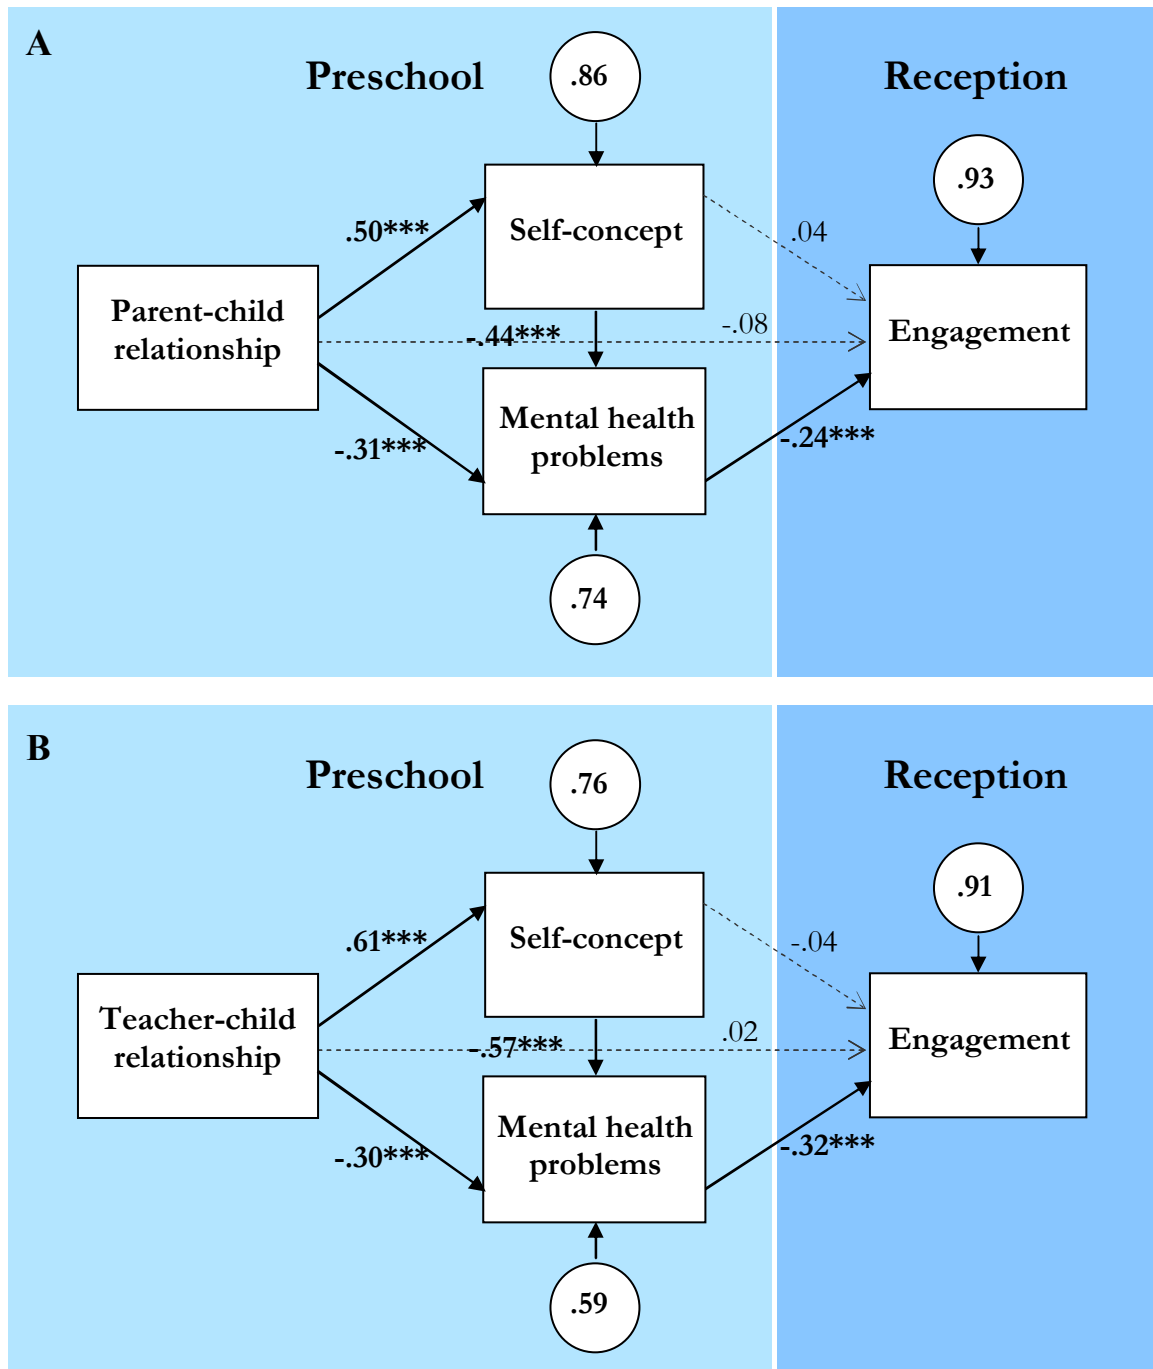 A
Preschool
.86
Reception
.93
.50***
Self-concept
.04
Parent-child
relationship
-.44***
-.08
Engagement
Mental health
problems
-.31***
-.24***
.74
B
Preschool
.76
Reception
.91
.61***
Self-concept
-.04
Teacher-child
relationship
-.57***
.02
Engagement
Mental health
problems
-.30***
-.32***
.59